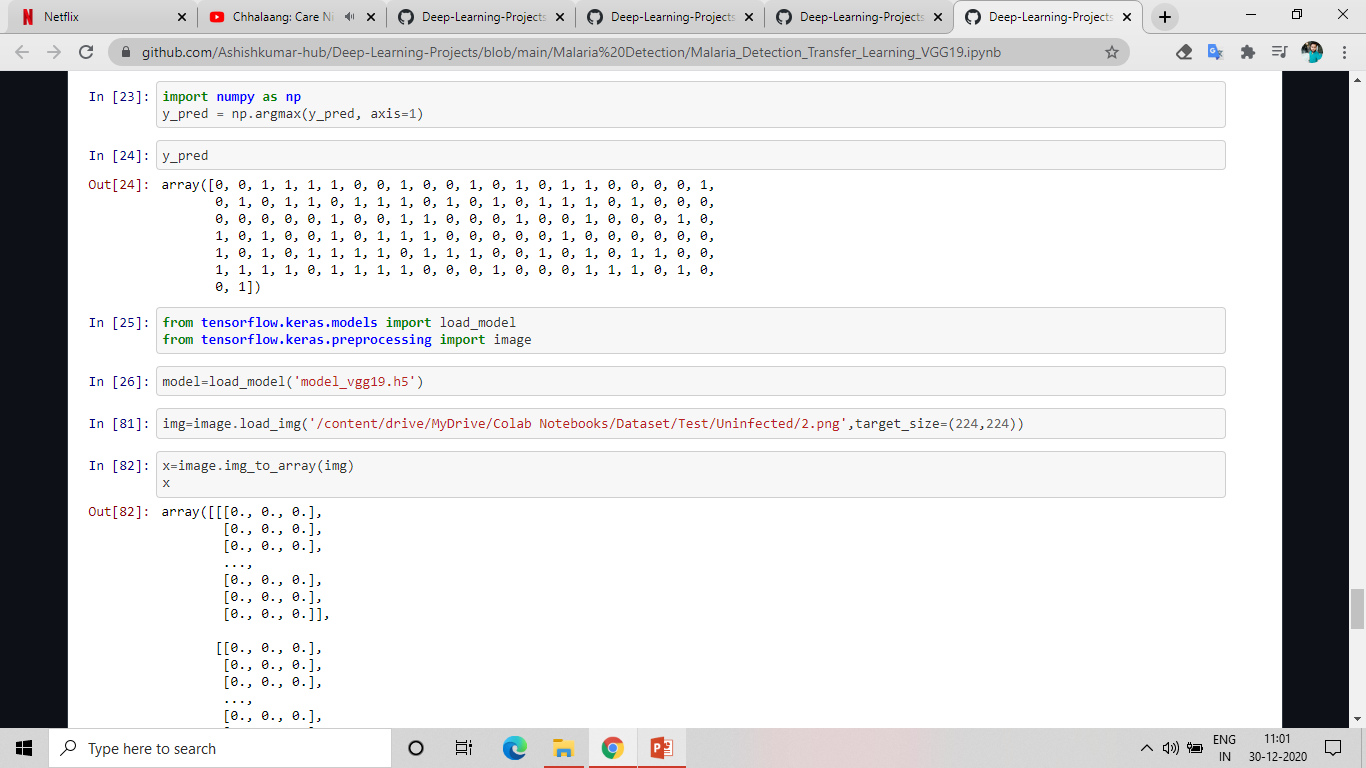 Netflix
Chhalaang: Care Ni
Deep-Learning-Projects
Deep-Learning-Projects
Deep-Learning-Projects
Deep-Learning-Projects
github.com/Ashishkumar-hub/Deep-Learning-Projects/blob/main/Malaria%20Detection/Malaria_Detection_Transfer_Learning_VGG19.ipynb
In [23]: import numpy as np
y_pred = np.argmax(y_pred, axis=1)
In [24]: y_pred
Out[24]: array([0, 0, 1, 1, 1, 1, 0, 0, 1, 0, 0, 1, 0, 1, 0, 1, 1, 0, 0, 0, 0, 1,
0, 1, 0, 1, 1, 0, 1, 1, 1, 0, 1, 0, 1, 0, 1, 1, 1, 0, 1, 0, 0, 0,
0, 0, 0, 0, 0, 1, 0, 0, 1, 1, 0, 0, 0, 1, 0, 0, 1, 0, 0, 0, 1, 0,
1, 0, 1, 0, 0, 1, 0, 1, 1, 1, 0, 0, 0, 0, 0, 1, 0, 0, 0, 0, 0, 0,
1, 0, 1, 0, 1, 1, 1, 1, 0, 1, 1, 1, 0, 0, 1, 0, 1, 0, 1, 1, 0, 0,
1, 1, 1, 1, 0, 1, 1, 1, 1, 0, 0, 0, 1, 0, 0, 0, 1, 1, 1, 0, 1, 0,
0, 1])
In [25]: from tensorflow.keras.models import load_model
from tensorflow.keras.preprocessing import image
In [26]: model=load_model('model_vgg19.h5')
In [81]: img=image.load_img('/content/drive/MyDrive/Colab Notebooks/Dataset/Test/Uninfected/2.png',target_size=(224,224))
In [82]: x=image.img_to_array(img)
x
Out[82]: array([[[0., 0., 0.],
[0., 0., 0.],
[0., 0., 0.],
...,
[0., 0., 0.],
[0., 0., 0.],
[0., 0., 0.]],
[[0., 0., 0.],
[0., 0., 0.],
[0., 0., 0.],
...,
[0., 0., 0.],
Type here to search
ENG
IN
11:01
30-12-2020